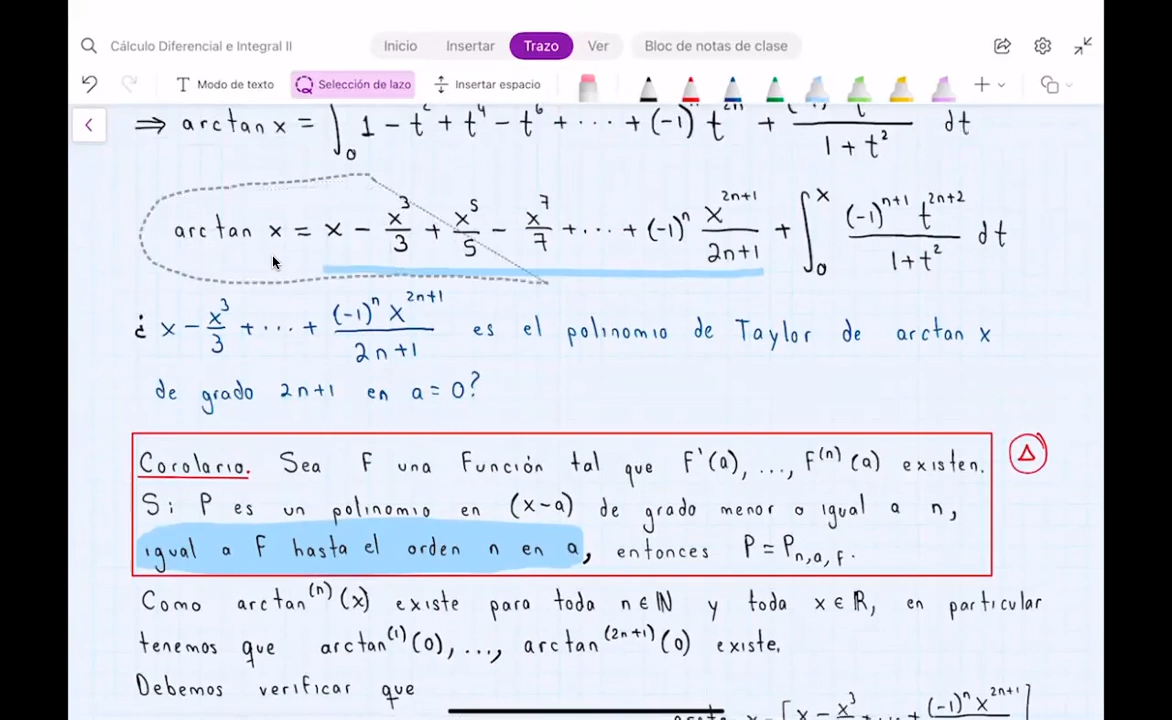 Cálculo Diferencial e Integral II
Inicio Insertar Trazo Ver Bloc de notas de clase
Modo de texto Selección de lazo Insertar espacio
⟹ arctan x = ∫₀ 1 - t² + t⁴ - t⁶ + ··· + (-1)ⁿ t²ⁿ + t / (1 + t²) dt
arctan x = x - x³/3 + x⁵/5 - x⁷/7 + ··· + (-1)ⁿ x²ⁿ⁺¹/(2n+1) + ∫₀ˣ (-1)ⁿ⁺¹ t²ⁿ⁺² / (1+t²) dt
¿ x - x³/3 + ··· + (-1)ⁿ x²ⁿ⁺¹/(2n+1) es el polinomio de Taylor de arctan x
de grado 2n+1 en a = 0?
Corolario. Sea F una función tal que F'(a), ..., F⁽ⁿ⁾(a) existen.
Si P es un polinomio en (x-a) de grado menor o igual a n,
igual a F hasta el orden n en a, entonces P = Pn,a,F.
Δ
Como arctan⁽ⁿ⁾(x) existe para toda n∈ℕ y toda x∈ℝ, en particular
tenemos que arctan⁽¹⁾(0), ..., arctan⁽²ⁿ⁺¹⁾(0) existe.
Debemos verificar que
[x - x³ + (-1)ⁿ x²ⁿ⁺¹]